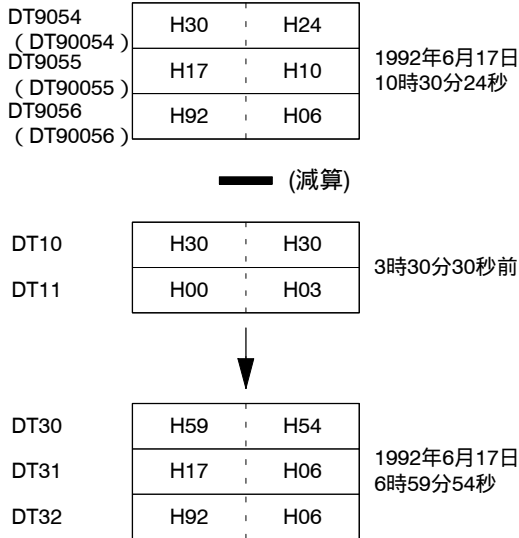 DT9054 H30 H24
( DT90054 )
DT9055 H17 H10
( DT90055 )
DT9056 H92 H06
( DT90056 )
1992年6月17日
10時30分24秒
(減算)
DT10 H30 H30
DT11 H00 H03
3時30分30秒前
DT30 H59 H54
DT31 H17 H06
DT32 H92 H06
1992年6月17日
6時59分54秒